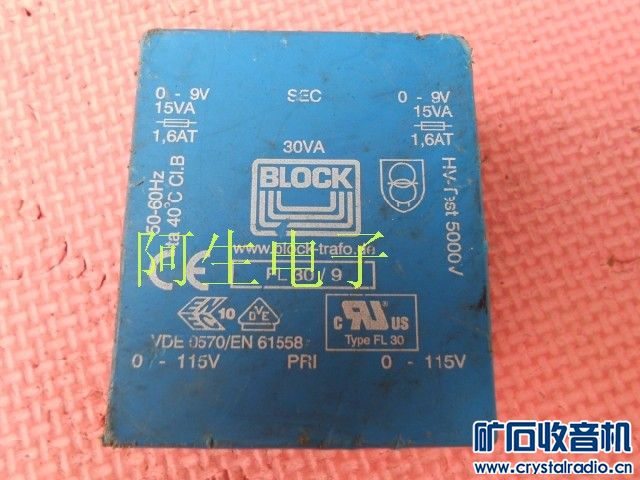 0 - 9V SEC 0 - 9V
15VA 15VA
1,6AT 1,6AT
30VA
BLOCK
50-60Hz
ta 40°C Cl.B
HV-Test 5000V
阿生电子
www.block-trafo.de
CE FL 30 / 9
10 VDE
C US
Type FL 30
VDE 0570/EN 61558
0 - 115V PRI 0 - 115V
矿石收音机
www.crystalradio.cn